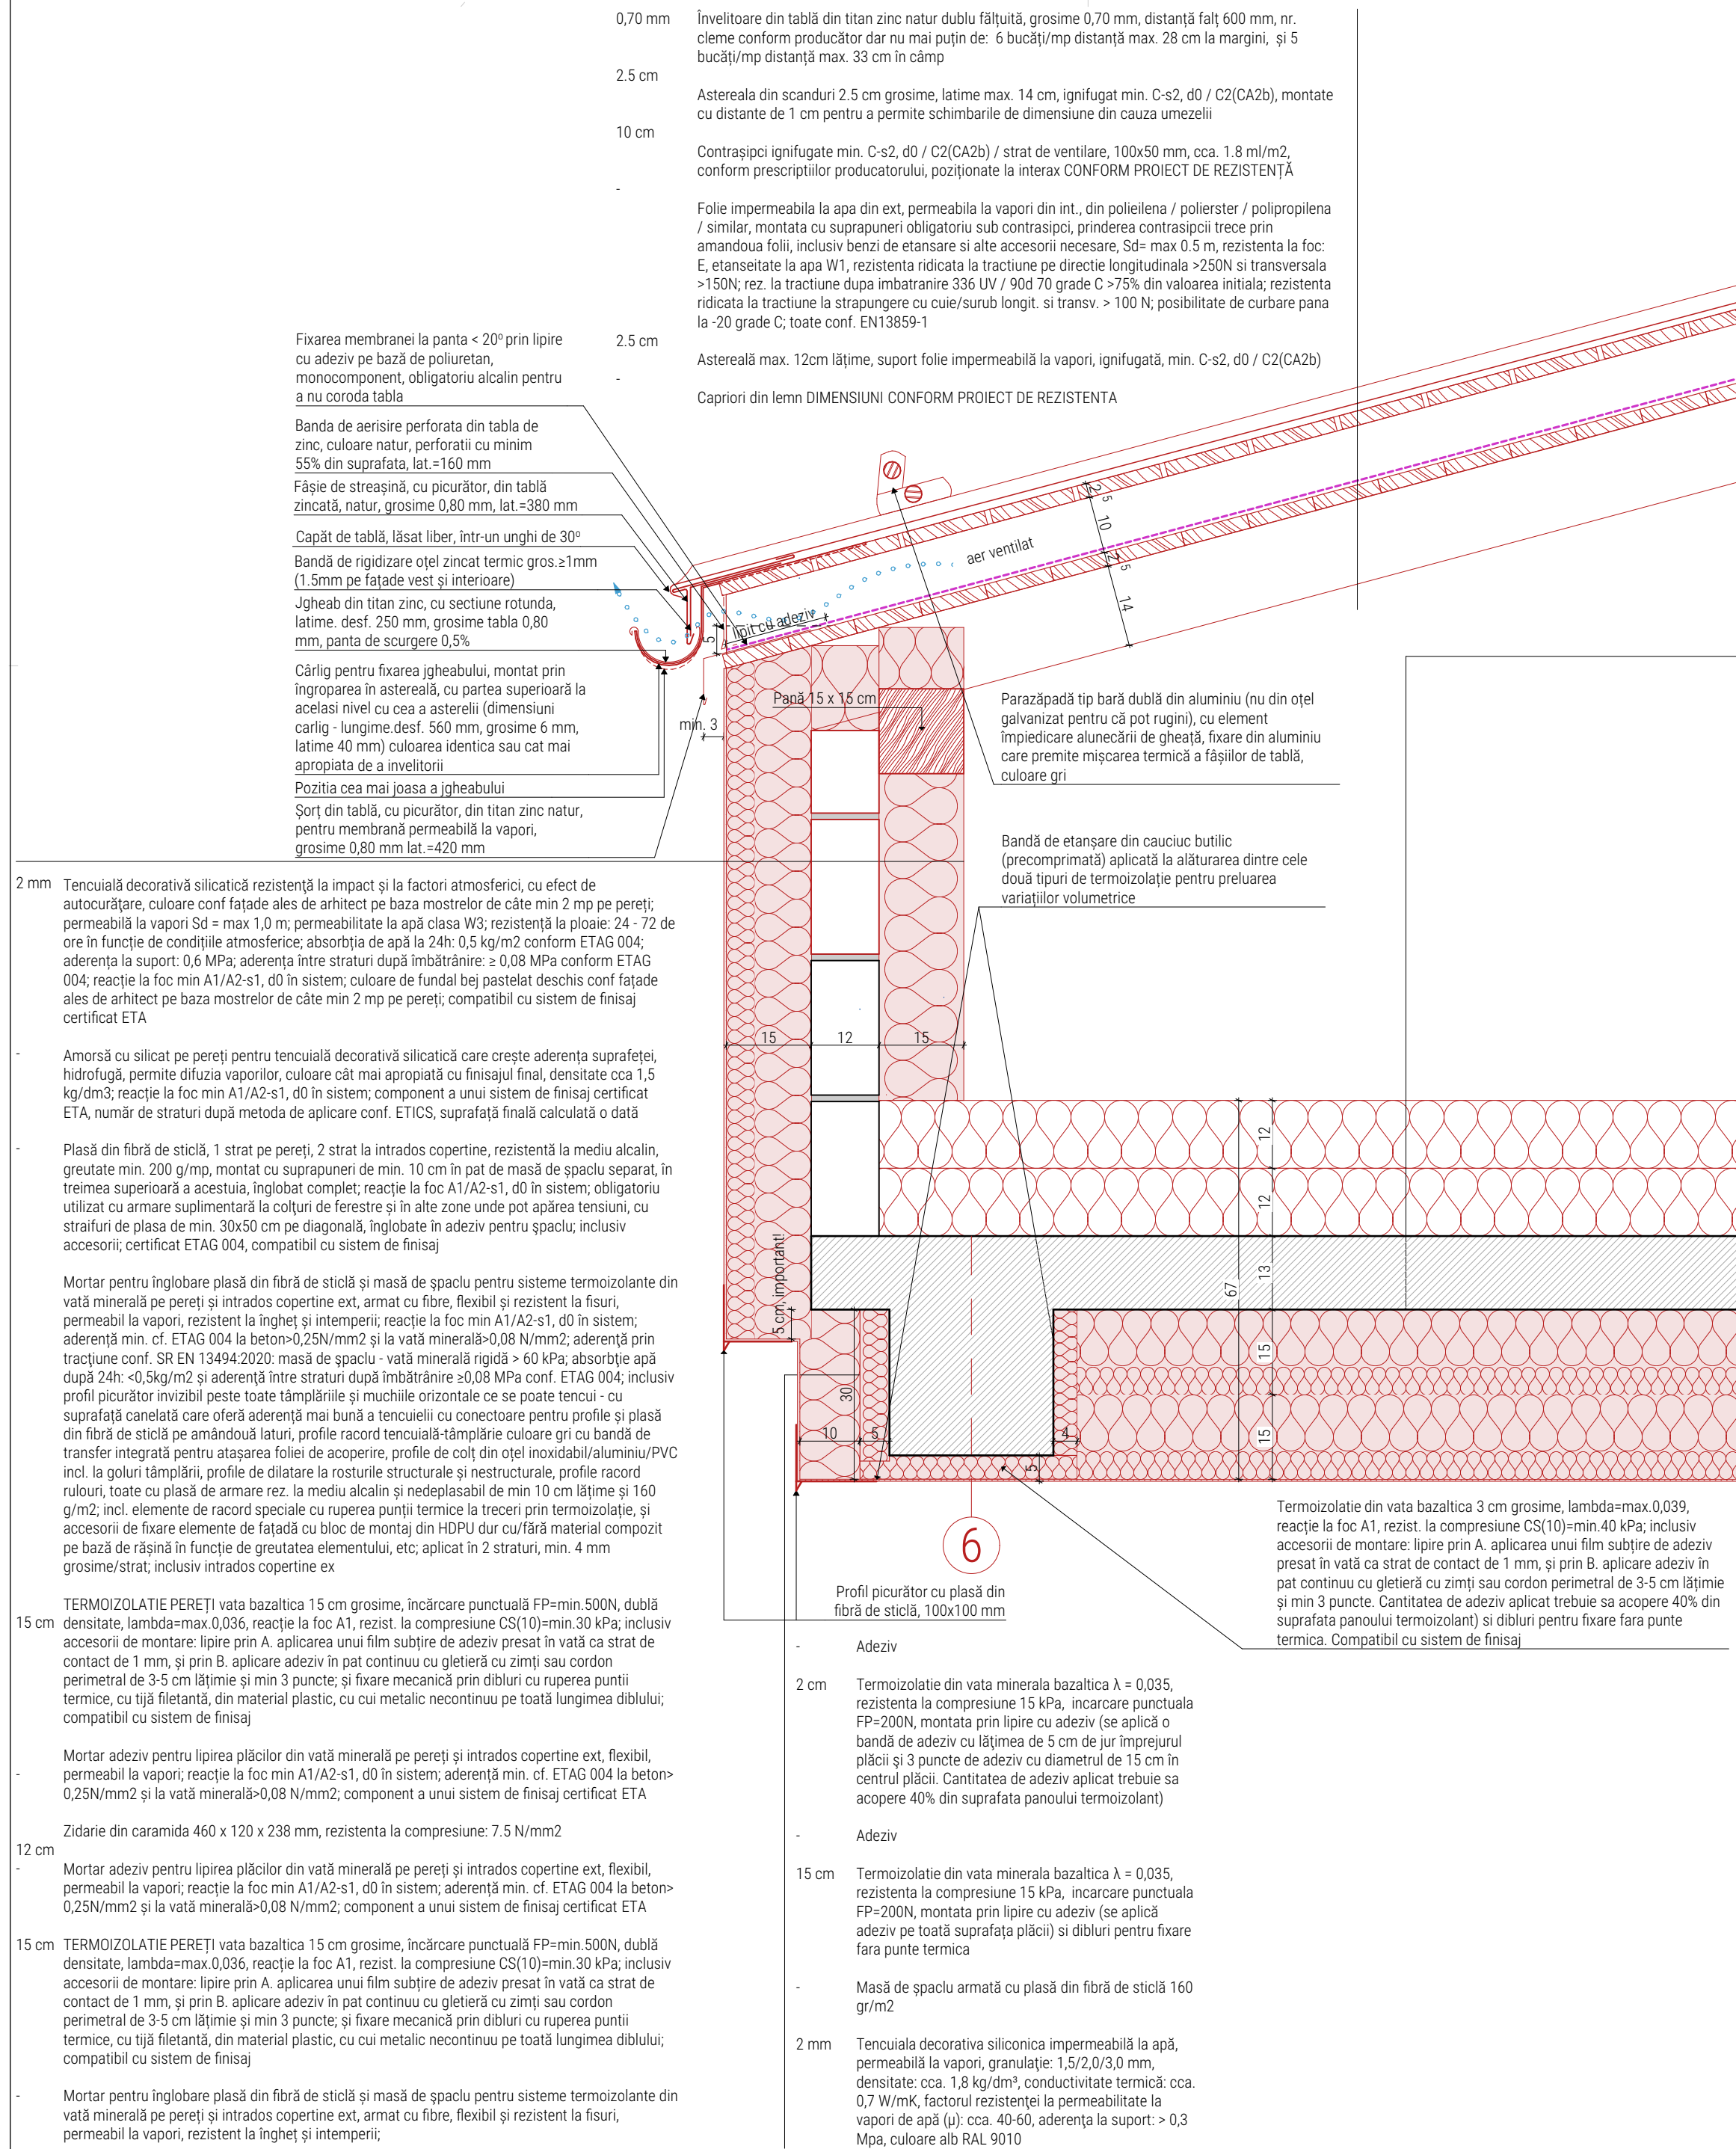 0,70 mm
Învelitoare din tablă din titan zinc natur dublu fălțuită, grosime 0,70 mm, distanță falț 600 mm, nr.
cleme conform producător dar nu mai puțin de:  6 bucăți/mp distanță max. 28 cm la margini,  și 5
bucăți/mp distanță max. 33 cm în câmp
2.5 cm
Astereala din scanduri 2.5 cm grosime, latime max. 14 cm, ignifugat min. C-s2, d0 / C2(CA2b), montate
cu distante de 1 cm pentru a permite schimbarile de dimensiune din cauza umezelii
10 cm
Contrașipci ignifugate min. C-s2, d0 / C2(CA2b) / strat de ventilare, 100x50 mm, cca. 1.8 ml/m2,
conform prescriptiilor producatorului, poziționate la interax CONFORM PROIECT DE REZISTENȚĂ
-
Folie impermeabila la apa din ext, permeabila la vapori din int., din polieilena / polierster / polipropilena
/ similar, montata cu suprapuneri obligatoriu sub contrasipci, prinderea contrasipcii trece prin
amandoua folii, inclusiv benzi de etansare si alte accesorii necesare, Sd= max 0.5 m, rezistenta la foc:
E, etanseitate la apa W1, rezistenta ridicata la tractiune pe directie longitudinala >250N si transversala
>150N; rez. la tractiune dupa imbatranire 336 UV / 90d 70 grade C >75% din valoarea initiala; rezistenta
ridicata la tractiune la strapungere cu cuie/surub longit. si transv. > 100 N; posibilitate de curbare pana
la -20 grade C; toate conf. EN13859-1
2.5 cm
Astereală max. 12cm lățime, suport folie impermeabilă la vapori, ignifugată, min. C-s2, d0 / C2(CA2b)
-
Capriori din lemn DIMENSIUNI CONFORM PROIECT DE REZISTENTA
Fixarea membranei la panta < 20º prin lipire
cu adeziv pe bază de poliuretan,
monocomponent, obligatoriu alcalin pentru
a nu coroda tabla
Banda de aerisire perforata din tabla de
zinc, culoare natur, perforatii cu minim
55% din suprafata, lat.=160 mm
Fâșie de streașină, cu picurător, din tablă
zincată, natur, grosime 0,80 mm, lat.=380 mm
Capăt de tablă, lăsat liber, într-un unghi de 30º
Bandă de rigidizare oțel zincat termic gros.≥1mm
(1.5mm pe fațade vest și interioare)
Jgheab din titan zinc, cu sectiune rotunda,
latime. desf. 250 mm, grosime tabla 0,80
mm, panta de scurgere 0,5%
Cârlig pentru fixarea jgheabului, montat prin
îngroparea în astereală, cu partea superioară la
acelasi nivel cu cea a asterelii (dimensiuni
carlig - lungime.desf. 560 mm, grosime 6 mm,
latime 40 mm) culoarea identica sau cat mai
apropiata de a invelitorii
Pozitia cea mai joasa a jgheabului
Șorț din tablă, cu picurător, din titan zinc natur,
pentru membrană permeabilă la vapori,
grosime 0,80 mm lat.=420 mm
2 5
10
2 5
14
aer ventilat
lipit cu adeziv
5
min. 3
Pană 15 x 15 cm
Parazăpadă tip bară dublă din aluminiu (nu din oțel
galvanizat pentru că pot rugini), cu element
împiedicare alunecării de gheață, fixare din aluminiu
care premite mișcarea termică a fâșiilor de tablă,
culoare gri
Bandă de etanșare din cauciuc butilic
(precomprimată) aplicată la alăturarea dintre cele
două tipuri de termoizolație pentru preluarea
variațiilor volumetrice
15
12
15
12
12
13
67
15
15
5 cm, important!
30
10
5
4
5
6
2 mm
Tencuială decorativă silicatică rezistență la impact și la factori atmosferici, cu efect de
autocurățare, culoare conf fațade ales de arhitect pe baza mostrelor de câte min 2 mp pe pereți;
permeabilă la vapori Sd = max 1,0 m; permeabilitate la apă clasa W3; rezistență la ploaie: 24 - 72 de
ore în funcție de condițiile atmosferice; absorbția de apă la 24h: 0,5 kg/m2 conform ETAG 004;
aderența la suport: 0,6 MPa; aderența între straturi după îmbătrânire: ≥ 0,08 MPa conform ETAG
004; reacție la foc min A1/A2-s1, d0 în sistem; culoare de fundal bej pastelat deschis conf fațade
ales de arhitect pe baza mostrelor de câte min 2 mp pe pereți; compatibil cu sistem de finisaj
certificat ETA
-
Amorsă cu silicat pe pereți pentru tencuială decorativă silicatică care crește aderența suprafeței,
hidrofugă, permite difuzia vaporilor, culoare cât mai apropiată cu finisajul final, densitate cca 1,5
kg/dm3; reacție la foc min A1/A2-s1, d0 în sistem; component a unui sistem de finisaj certificat
ETA, număr de straturi după metoda de aplicare conf. ETICS, suprafață finală calculată o dată
-
Plasă din fibră de sticlă, 1 strat pe pereți, 2 strat la intrados copertine, rezistentă la mediu alcalin,
greutate min. 200 g/mp, montat cu suprapuneri de min. 10 cm în pat de masă de șpaclu separat, în
treimea superioară a acestuia, înglobat complet; reacție la foc A1/A2-s1, d0 în sistem; obligatoriu
utilizat cu armare suplimentară la colțuri de ferestre și în alte zone unde pot apărea tensiuni, cu
straifuri de plasa de min. 30x50 cm pe diagonală, înglobate în adeziv pentru șpaclu; inclusiv
accesorii; certificat ETAG 004, compatibil cu sistem de finisaj
Mortar pentru înglobare plasă din fibră de sticlă și masă de șpaclu pentru sisteme termoizolante din
vată minerală pe pereți și intrados copertine ext, armat cu fibre, flexibil și rezistent la fisuri,
permeabil la vapori, rezistent la îngheț și intemperii; reacție la foc min A1/A2-s1, d0 în sistem;
aderență min. cf. ETAG 004 la beton>0,25N/mm2 și la vată minerală>0,08 N/mm2; aderență prin
tracțiune conf. SR EN 13494:2020: masă de șpaclu - vată minerală rigidă > 60 kPa; absorbție apă
după 24h: <0,5kg/m2 și aderență între straturi după îmbătrânire ≥0,08 MPa conf. ETAG 004; inclusiv
profil picurător invizibil peste toate tâmplăriile și muchiile orizontale ce se poate tencui - cu
suprafață canelată care oferă aderență mai bună a tencuielii cu conectoare pentru profile și plasă
din fibră de sticlă pe amândouă laturi, profile racord tencuială-tâmplărie culoare gri cu bandă de
transfer integrată pentru atașarea foliei de acoperire, profile de colț din oțel inoxidabil/aluminiu/PVC
incl. la goluri tâmplării, profile de dilatare la rosturile structurale și nestructurale, profile racord
rulouri, toate cu plasă de armare rez. la mediu alcalin și nedeplasabil de min 10 cm lățime și 160
g/m2; incl. elemente de racord speciale cu ruperea punții termice la treceri prin termoizolație, și
accesorii de fixare elemente de fațadă cu bloc de montaj din HDPU dur cu/fără material compozit
pe bază de rășină în funcție de greutatea elementului, etc; aplicat în 2 straturi, min. 4 mm
grosime/strat; inclusiv intrados copertine ex
15 cm
TERMOIZOLATIE PEREȚI vata bazaltica 15 cm grosime, încărcare punctuală FP=min.500N, dublă
densitate, lambda=max.0,036, reacție la foc A1, rezist. la compresiune CS(10)=min.30 kPa; inclusiv
accesorii de montare: lipire prin A. aplicarea unui film subțire de adeziv presat în vată ca strat de
contact de 1 mm, și prin B. aplicare adeziv în pat continuu cu gletieră cu zimți sau cordon
perimetral de 3-5 cm lățimie și min 3 puncte; și fixare mecanică prin dibluri cu ruperea puntii
termice, cu tijă filetantă, din material plastic, cu cui metalic necontinuu pe toată lungimea diblului;
compatibil cu sistem de finisaj
-
Mortar adeziv pentru lipirea plăcilor din vată minerală pe pereți și intrados copertine ext, flexibil,
permeabil la vapori; reacție la foc min A1/A2-s1, d0 în sistem; aderență min. cf. ETAG 004 la beton>
0,25N/mm2 și la vată minerală>0,08 N/mm2; component a unui sistem de finisaj certificat ETA
Zidarie din caramida 460 x 120 x 238 mm, rezistenta la compresiune: 7.5 N/mm2
12 cm
-
Mortar adeziv pentru lipirea plăcilor din vată minerală pe pereți și intrados copertine ext, flexibil,
permeabil la vapori; reacție la foc min A1/A2-s1, d0 în sistem; aderență min. cf. ETAG 004 la beton>
0,25N/mm2 și la vată minerală>0,08 N/mm2; component a unui sistem de finisaj certificat ETA
15 cm
TERMOIZOLATIE PEREȚI vata bazaltica 15 cm grosime, încărcare punctuală FP=min.500N, dublă
densitate, lambda=max.0,036, reacție la foc A1, rezist. la compresiune CS(10)=min.30 kPa; inclusiv
accesorii de montare: lipire prin A. aplicarea unui film subțire de adeziv presat în vată ca strat de
contact de 1 mm, și prin B. aplicare adeziv în pat continuu cu gletieră cu zimți sau cordon
perimetral de 3-5 cm lățimie și min 3 puncte; și fixare mecanică prin dibluri cu ruperea puntii
termice, cu tijă filetantă, din material plastic, cu cui metalic necontinuu pe toată lungimea diblului;
compatibil cu sistem de finisaj
-
Mortar pentru înglobare plasă din fibră de sticlă și masă de șpaclu pentru sisteme termoizolante din
vată minerală pe pereți și intrados copertine ext, armat cu fibre, flexibil și rezistent la fisuri,
permeabil la vapori, rezistent la îngheț și intemperii;
Profil picurător cu plasă din
fibră de sticlă, 100x100 mm
-
Adeziv
2 cm
Termoizolatie din vata minerala bazaltica λ = 0,035,
rezistenta la compresiune 15 kPa,  incarcare punctuala
FP=200N, montata prin lipire cu adeziv (se aplică o
bandă de adeziv cu lățimea de 5 cm de jur împrejurul
plăcii și 3 puncte de adeziv cu diametrul de 15 cm în
centrul plăcii. Cantitatea de adeziv aplicat trebuie sa
acopere 40% din suprafata panoului termoizolant)
-
Adeziv
15 cm
Termoizolatie din vata minerala bazaltica λ = 0,035,
rezistenta la compresiune 15 kPa,  incarcare punctuala
FP=200N, montata prin lipire cu adeziv (se aplică
adeziv pe toată suprafața plăcii) si dibluri pentru fixare
fara punte termica
-
Masă de șpaclu armată cu plasă din fibră de sticlă 160
gr/m2
2 mm
Tencuiala decorativa siliconica impermeabilă la apă,
permeabilă la vapori, granulație: 1,5/2,0/3,0 mm,
densitate: cca. 1,8 kg/dm³, conductivitate termică: cca.
0,7 W/mK, factorul rezistenței la permeabilitate la
vapori de apă (µ): cca. 40-60, aderența la suport: > 0,3
Mpa, culoare alb RAL 9010
Termoizolatie din vata bazaltica 3 cm grosime, lambda=max.0,039,
reacție la foc A1, rezist. la compresiune CS(10)=min.40 kPa; inclusiv
accesorii de montare: lipire prin A. aplicarea unui film subțire de adeziv
presat în vată ca strat de contact de 1 mm, și prin B. aplicare adeziv în
pat continuu cu gletieră cu zimți sau cordon perimetral de 3-5 cm lățimie
și min 3 puncte. Cantitatea de adeziv aplicat trebuie sa acopere 40% din
suprafata panoului termoizolant) si dibluri pentru fixare fara punte
termica. Compatibil cu sistem de finisaj